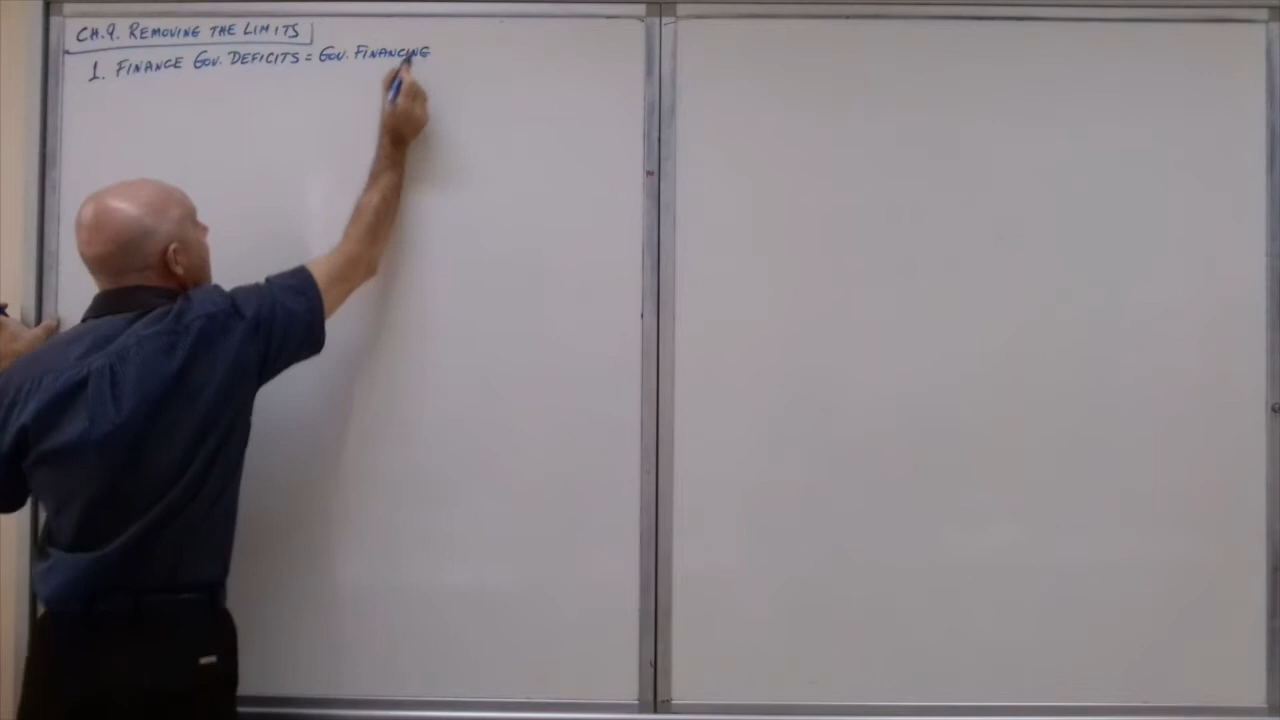 CH.9. REMOVING THE LIMITS
1. FINANCE GOV. DEFICITS = GOV. FINANCING